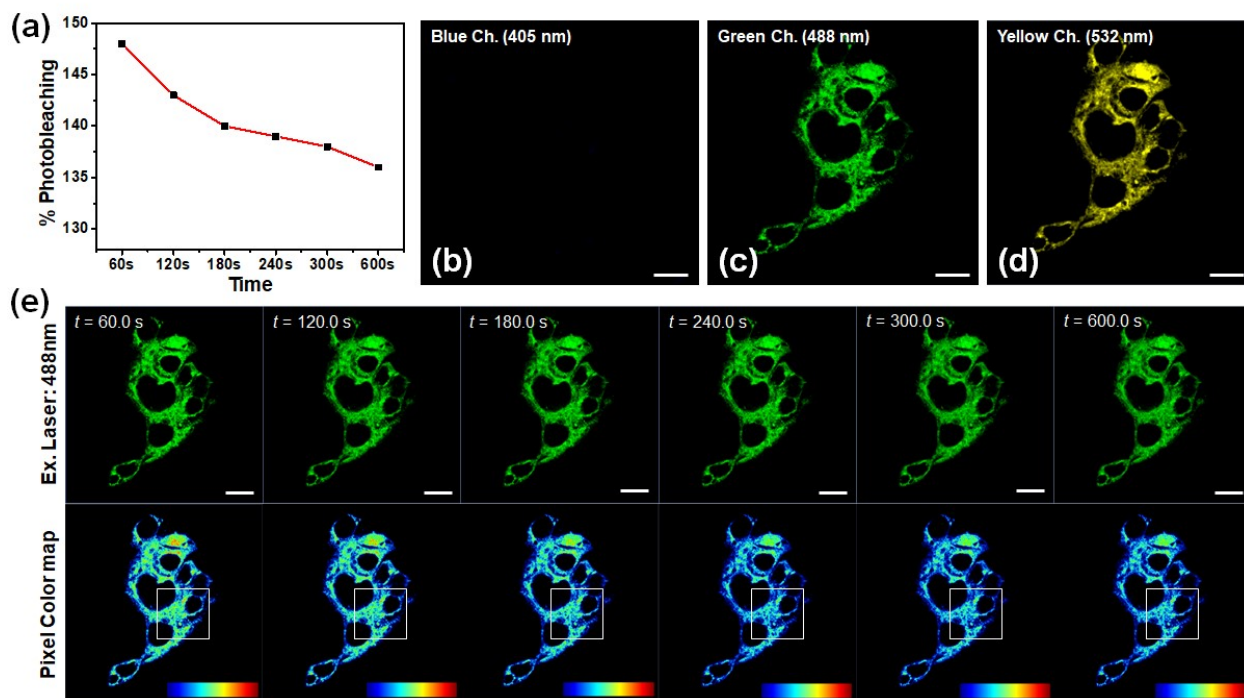 (a)
150
145
140
135
130
% Photobleaching
60s 120s 180s 240s 300s 600s
Time
Blue Ch. (405 nm)
(b)
Green Ch. (488 nm)
(c)
Yellow Ch. (532 nm)
(d)
(e)
Ex. Laser: 488nm
t = 60.0 s
t = 120.0 s
t = 180.0 s
t = 240.0 s
t = 300.0 s
t = 600.0 s
Pixel Color map